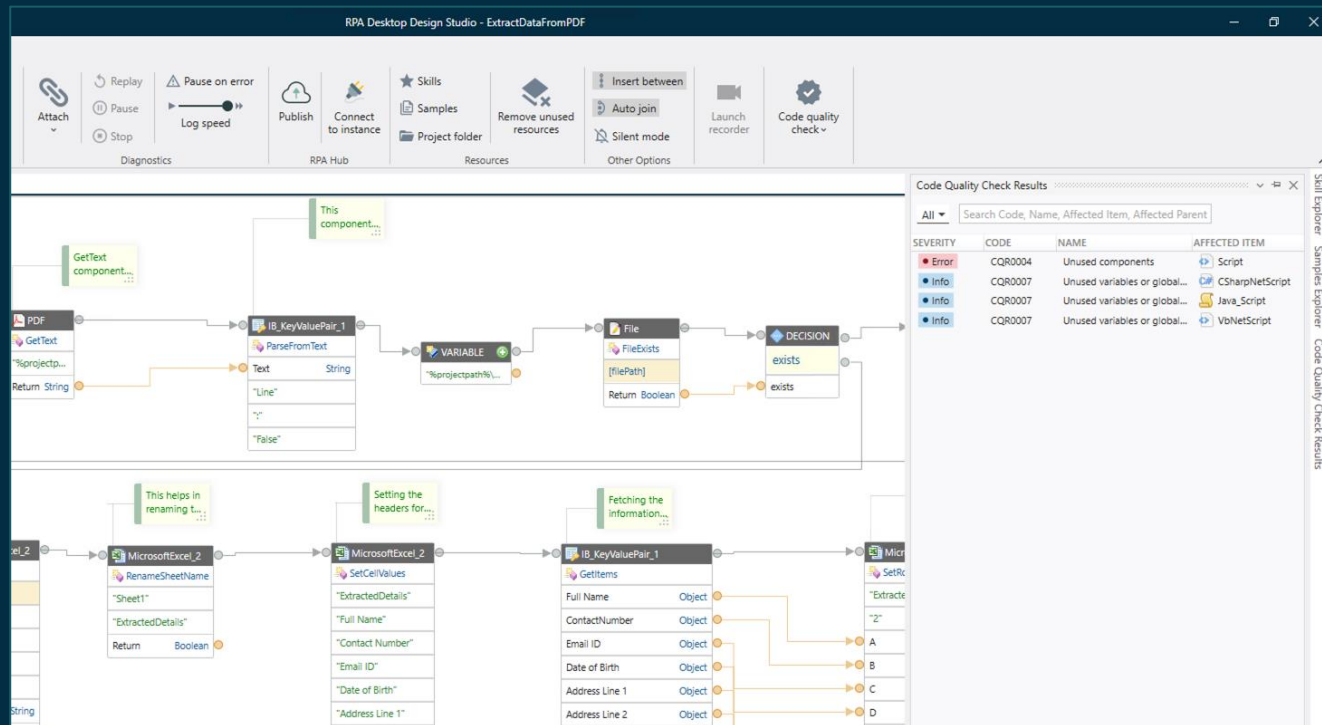 RPA Desktop Design Studio - ExtractDataFromPDF
Attach
Replay
Pause
Stop
Pause on error
Log speed
Diagnostics
Publish
Connect
to instance
RPA Hub
Skills
Samples
Project folder
Remove unused
resources
Resources
Insert between
Auto join
Silent mode
Other Options
Launch
recorder
Code quality
check
This
component...
GetText
component...
PDF
GetText
"%projectp...
Return String
IB_KeyValuePair_1
ParseFromText
Text String
"Line"
":"
"False"
VARIABLE
"%projectpath%\...
File
FileExists
[filePath]
Return Boolean
DECISION
exists
exists
Code Quality Check Results
All
Search Code, Name, Affected Item, Affected Parent
SEVERITY CODE NAME AFFECTED ITEM
Error CQR0004 Unused components Script
Info CQR0007 Unused variables or global... CSharpNetScript
Info CQR0007 Unused variables or global... Java_Script
Info CQR0007 Unused variables or global... VbNetScript
Skill Explorer
Samples Explorer
Code Quality Check Results
This helps in
renaming t...
Setting the
headers for...
Fetching the
information...
el_2
String
MicrosoftExcel_2
RenameSheetName
"Sheet1"
"ExtractedDetails"
Return Boolean
MicrosoftExcel_2
SetCellValues
"ExtractedDetails"
"Full Name"
"Contact Number"
"Email ID"
"Date of Birth"
"Address Line 1"
IB_KeyValuePair_1
GetItems
Full Name Object
ContactNumber Object
Email ID Object
Date of Birth Object
Address Line 1 Object
Address Line 2 Object
Micr
SetRo
"Extracte
"2"
A
B
C
D